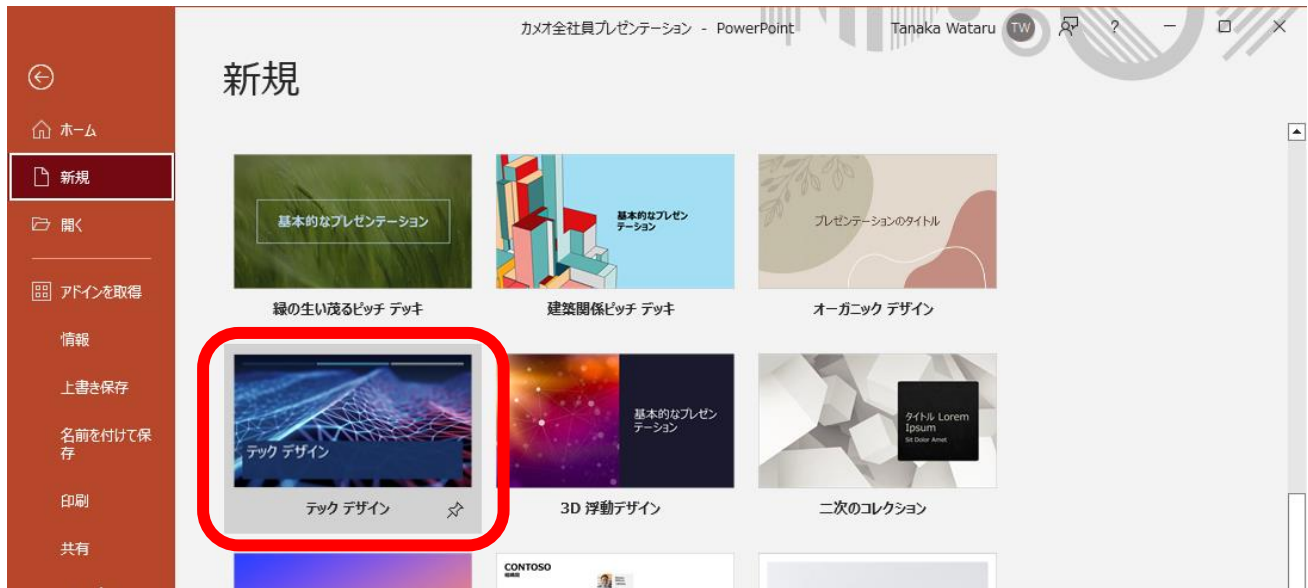 カメオ全社員プレゼンテーション - PowerPoint
Tanaka Wataru
TW
?
新規
ホーム
新規
開く
アドインを取得
情報
上書き保存
名前を付けて保
存
印刷
共有
基本的なプレゼンテーション
緑の生い茂るピッチ デッキ
基本的なプレゼン
テーション
建築関係ピッチ デッキ
プレゼンテーションのタイトル
オーガニック デザイン
テック デザイン
テック デザイン
基本的なプレゼン
テーション
3D 浮動デザイン
タイトル Lorem
Ipsum
Sit Dolor Amet
二次のコレクション
CONTOSO